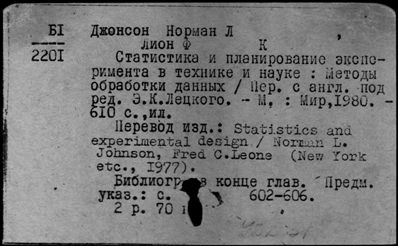 БІ Джонсон Норман Л
лион Ф К
2201 Статистика и планирование экспе-
римента в технике и науке : Методы
обработки данных / Пер. с англ. под
ред. Э.К.Лецкого. - М. : Мир,1980. -
610 с.,ил.
Перевод изд.: Statistics and
experimental design / Norman L.
Johnson, Fred C.Leone (New York
etc., 1977).
Библиогр в конце глав. Предм.
указ.: с. 602-606.
2 р. 70